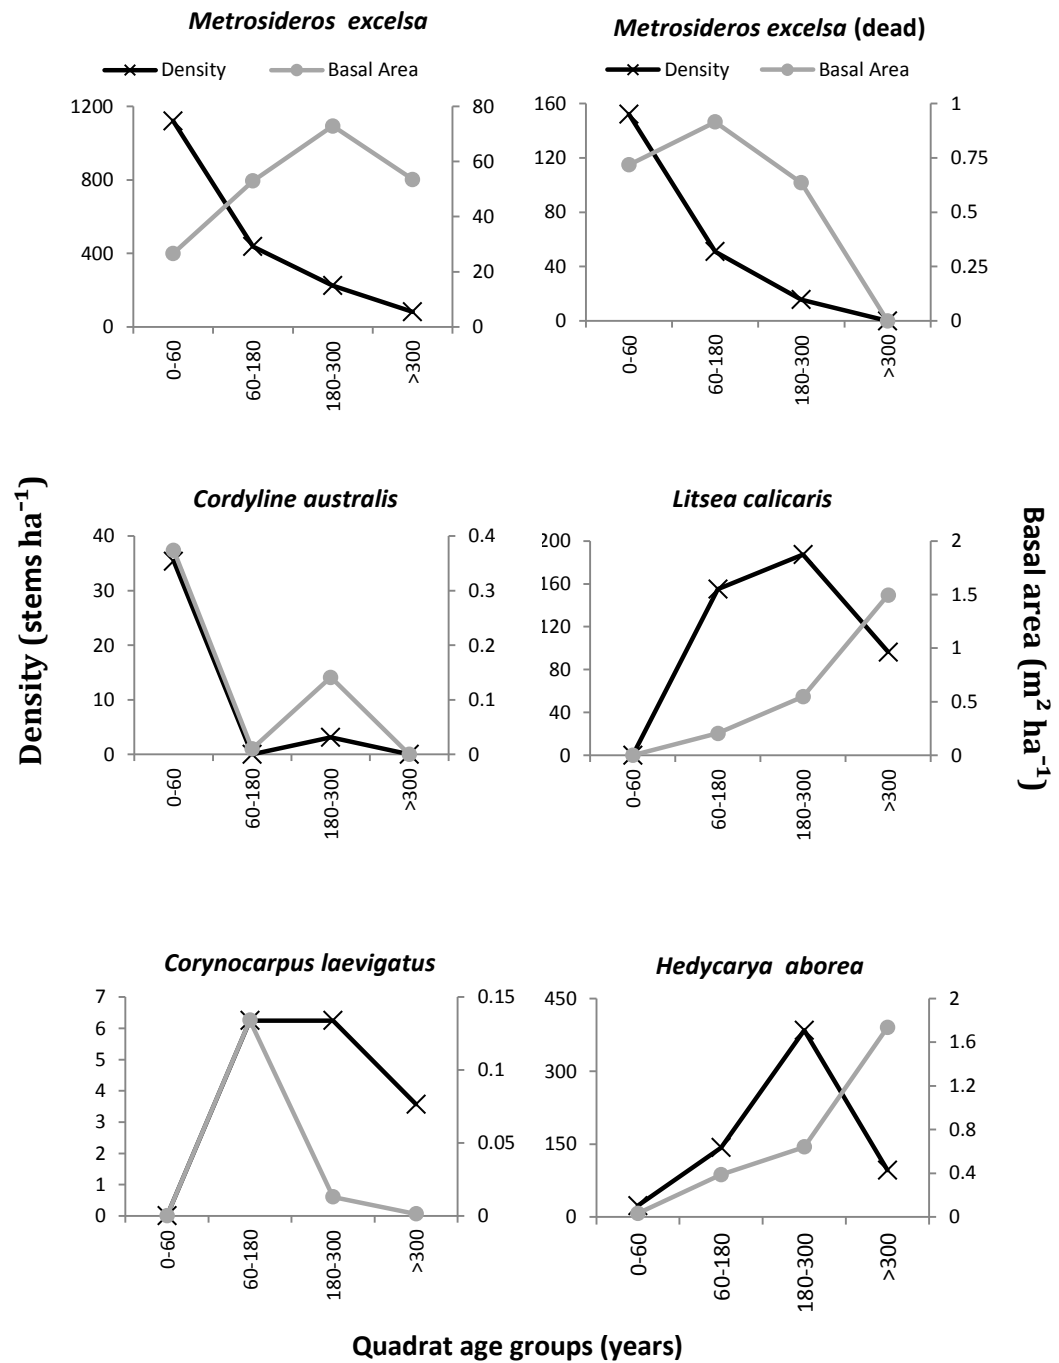 Metrosideros excelsa
Density Basal Area
1200 80
800 60
40
400
20
0 0
0-60 60-180 180-300 >300
Metrosideros excelsa (dead)
Density Basal Area
160 1
120 0.75
80 0.5
40 0.25
0 0
0-60 60-180 180-300 >300
Density (stems ha⁻¹)
Cordyline australis
40 0.4
30 0.3
20 0.2
10 0.1
0 0
0-60 60-180 180-300 >300
Litsea calicaris
200 2
160 1.5
120
1
80
40 0.5
0 0
0-60 60-180 180-300 >300
Basal area (m² ha⁻¹)
Corynocarpus laevigatus
7 0.15
6
5 0.1
4
3
2 0.05
1
0 0
0-60 60-180 180-300 >300
Hedycarya aborea
450 2
1.6
300
1.2
150 0.8
0.4
0 0
0-60 60-180 180-300 >300
Quadrat age groups (years)